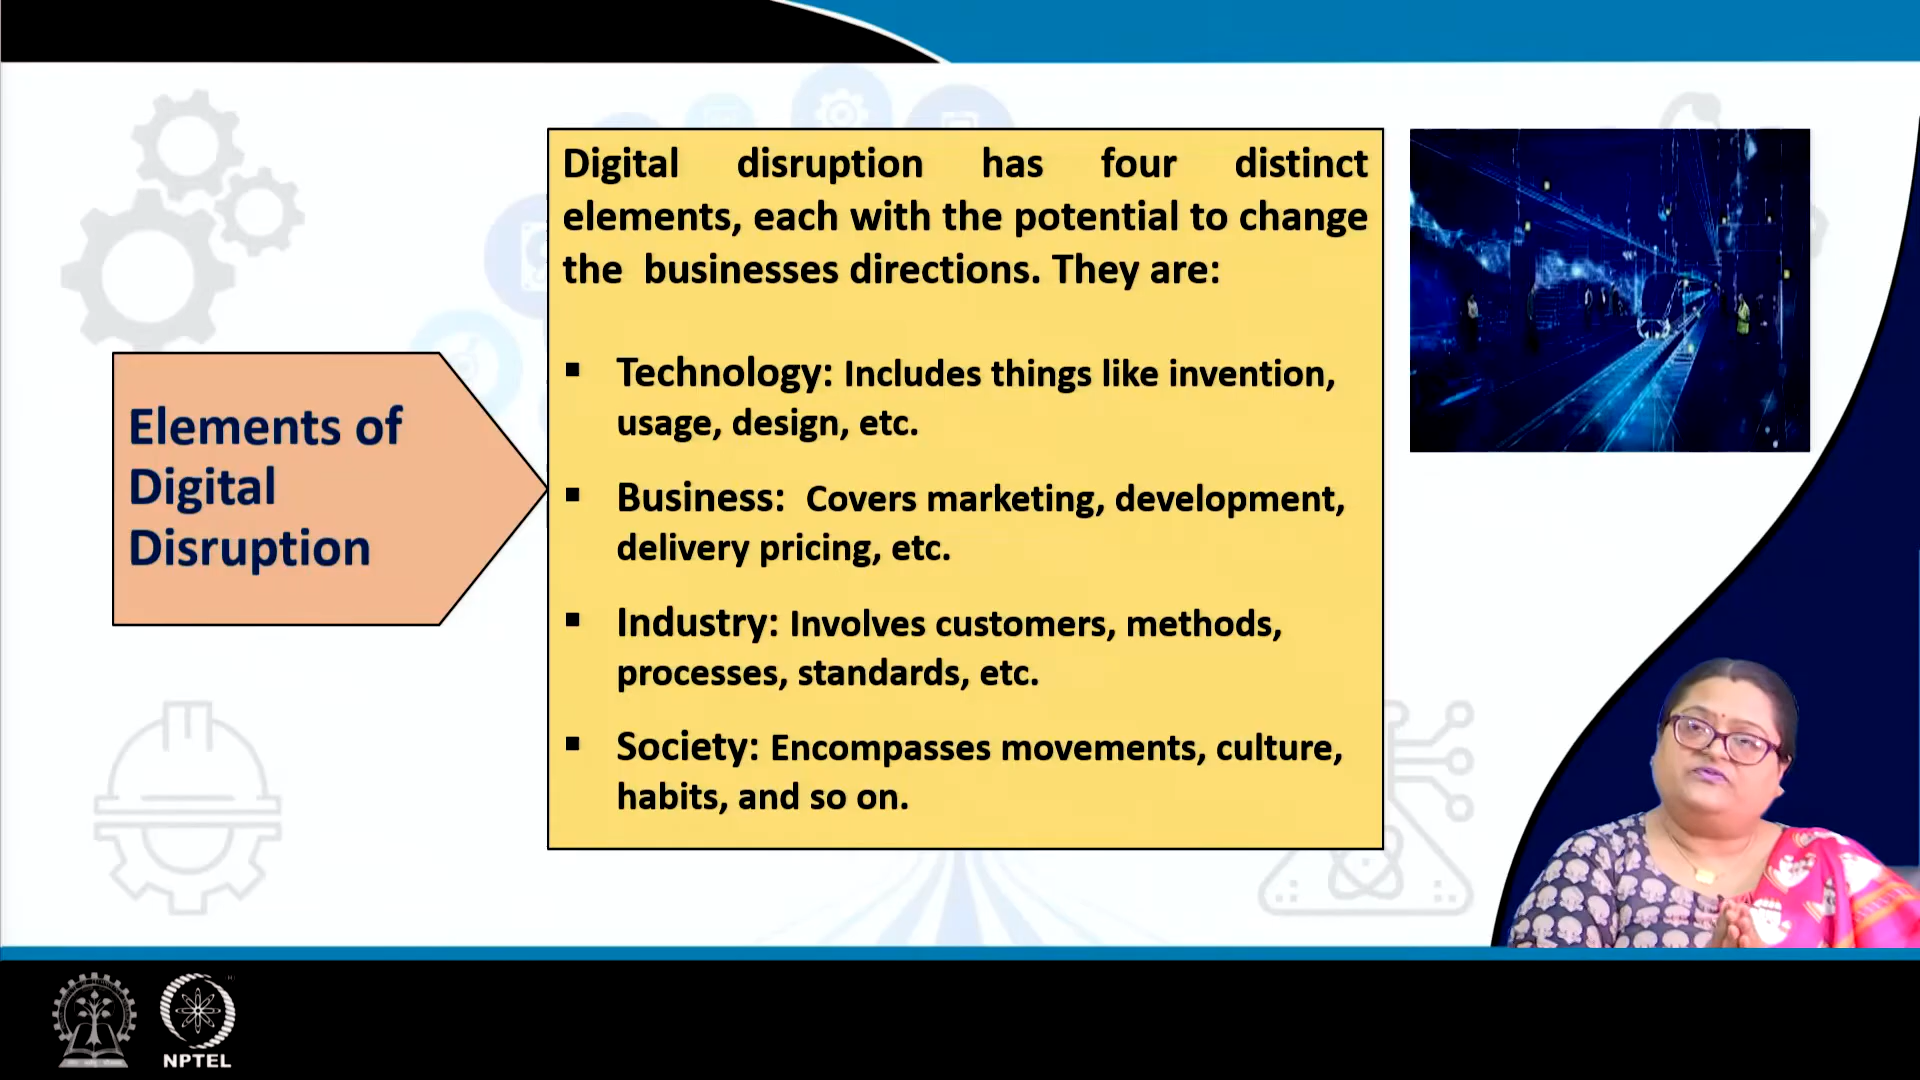 Elements of
Digital
Disruption
Digital disruption has four distinct
elements, each with the potential to change
the businesses directions. They are:
▪ Technology: Includes things like invention,
usage, design, etc.
▪ Business: Covers marketing, development,
delivery pricing, etc.
▪ Industry: Involves customers, methods,
processes, standards, etc.
▪ Society: Encompasses movements, culture,
habits, and so on.
NPTEL